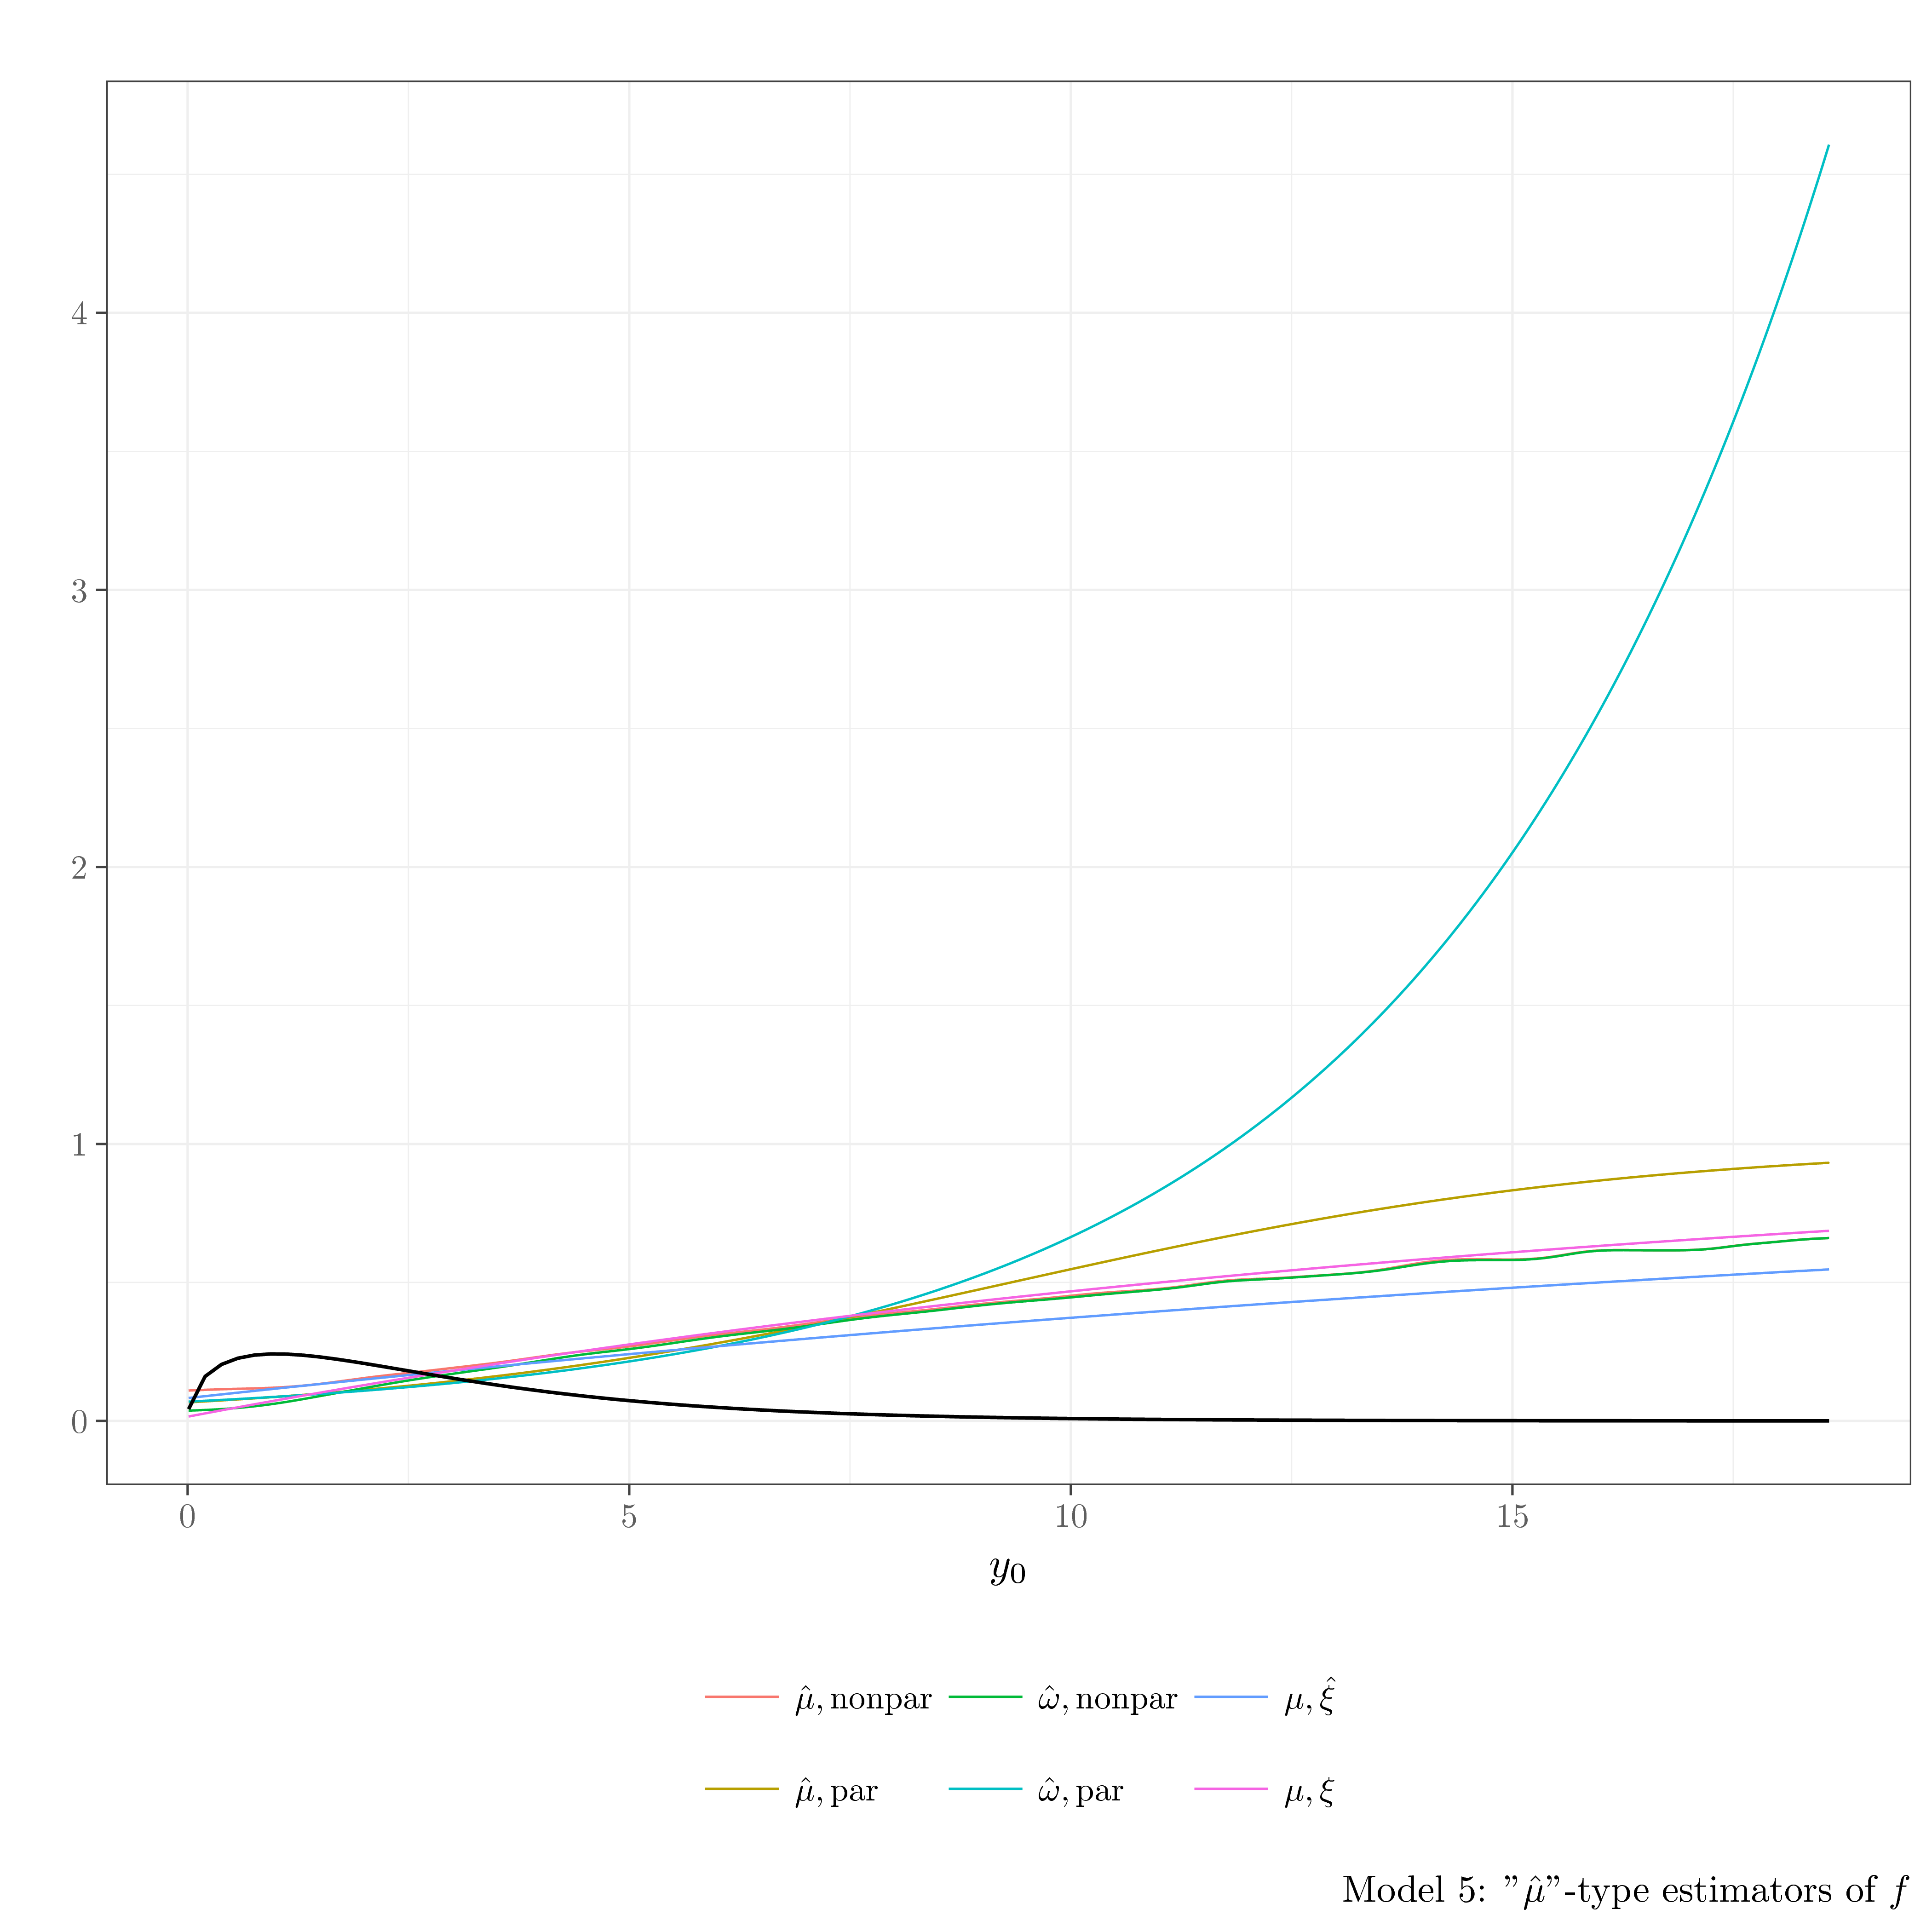 4
3
2
1
0
0 5 10 15
y₀
μ̂, nonpar ω̂, nonpar μ, ξ̂
μ̂, par ω̂, par μ, ξ
Model 5: ”μ̂”-type estimators of f